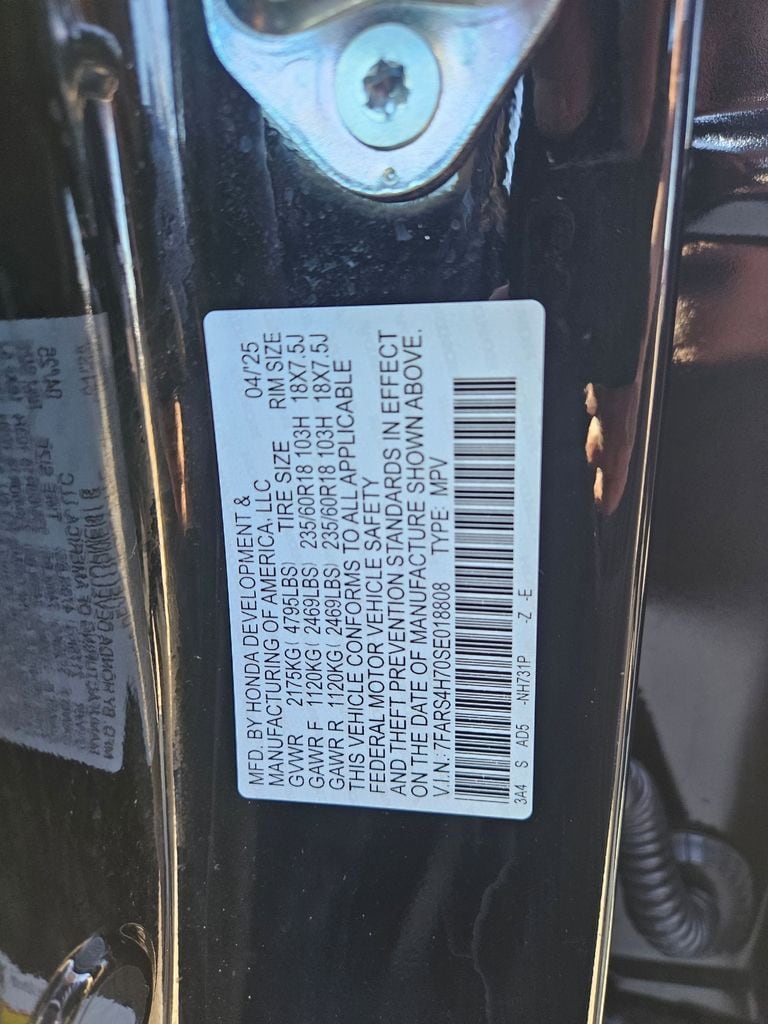 MFD. BY HONDA DEVELOPMENT &
MANUFACTURING OF AMERICA, LLC 04/'25
GVWR 2175KG( 4795LBS) TIRE SIZE RIM SIZE
GAWR F 1120KG( 2469LBS) 235/60R18 103H 18X7.5J
GAWR R 1120KG( 2469LBS) 235/60R18 103H 18X7.5J
THIS VEHICLE CONFORMS TO ALL APPLICABLE
FEDERAL MOTOR VEHICLE SAFETY
AND THEFT PREVENTION STANDARDS IN EFFECT
ON THE DATE OF MANUFACTURE SHOWN ABOVE.
V.I.N.: 7FARS4H70SE018808 TYPE: MPV
3A4 S AD5 -NH731P -Z -E